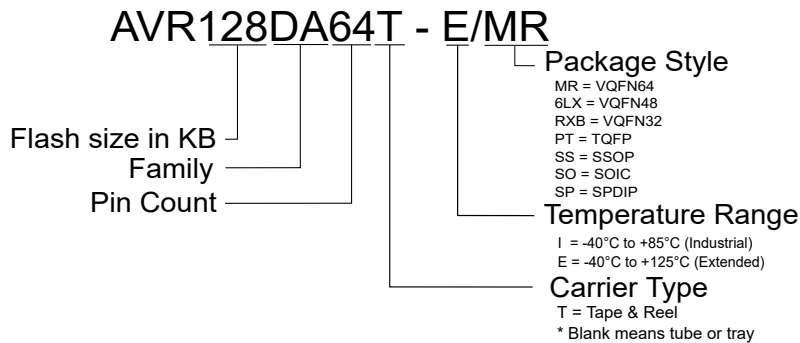 AVR128DA64T - E/MR
Package Style
MR = VQFN64
6LX = VQFN48
RXB = VQFN32
PT = TQFP
SS = SSOP
SO = SOIC
SP = SPDIP
Flash size in KB
Family
Pin Count
Temperature Range
I = -40°C to +85°C (Industrial)
E = -40°C to +125°C (Extended)
Carrier Type
T = Tape & Reel
* Blank means tube or tray